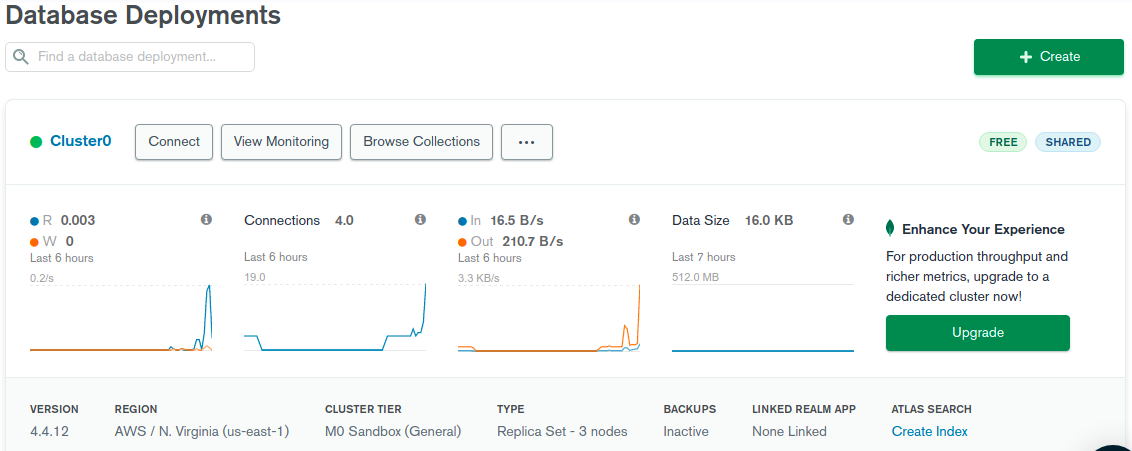 Database Deployments
Find a database deployment...
Create
Cluster0
Connect
View Monitoring
Browse Collections
...
FREE
SHARED
R 0.003
W 0
Last 6 hours
0.2/s
Connections 4.0
Last 6 hours
19.0
In 16.5 B/s
Out 210.7 B/s
Last 6 hours
3.3 KB/s
Data Size 16.0 KB
Last 7 hours
512.0 MB
Enhance Your Experience
For production throughput and
richer metrics, upgrade to a
dedicated cluster now!
Upgrade
VERSION
4.4.12
REGION
AWS / N. Virginia (us-east-1)
CLUSTER TIER
M0 Sandbox (General)
TYPE
Replica Set - 3 nodes
BACKUPS
Inactive
LINKED REALM APP
None Linked
ATLAS SEARCH
Create Index